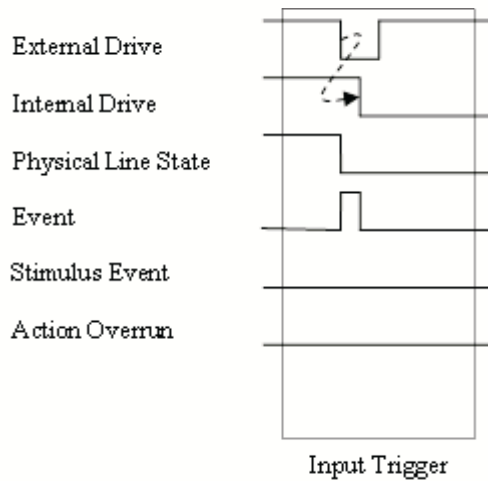 External Drive
Internal Drive
Physical Line State
Event
Stimulus Event
Action Overrun
Input Trigger